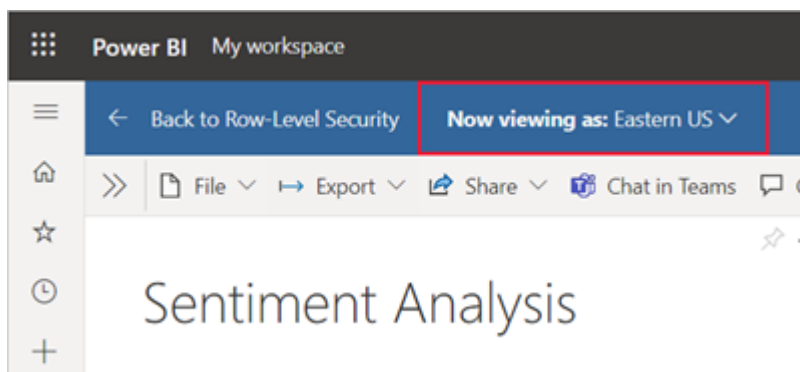 Power BI My workspace
Back to Row-Level Security Now viewing as: Eastern US
File Export Share Chat in Teams
Sentiment Analysis